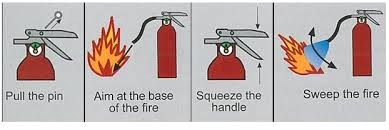 Pull the pin
Aim at the base
of the fire
Squeeze the
handle
Sweep the fire